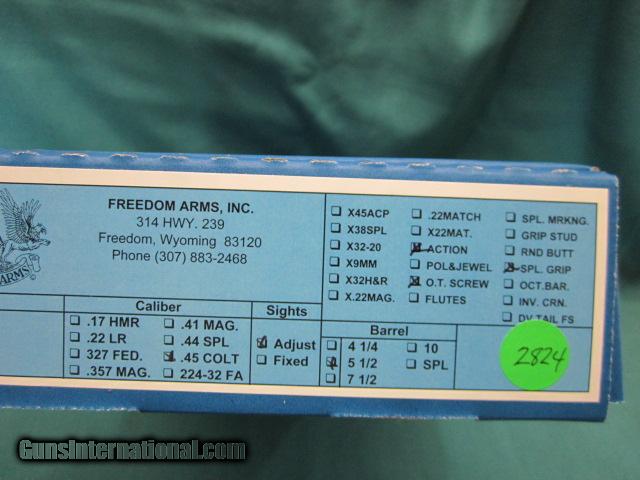 FREEDOM ARMS, INC.
314 HWY. 239
Freedom, Wyoming 83120
Phone (307) 883-2468
ARMS
X45ACP
X38SPL
X32-20
X9MM
X32H&R
X.22MAG.
.22MATCH
X22MAT.
ACTION
POL&JEWEL
O.T. SCREW
FLUTES
SPL. MRKNG.
GRIP STUD
RND BUTT
SPL. GRIP
OCT.BAR.
INV. CRN.
DV TAIL FS
Caliber
.17 HMR
.22 LR
327 FED.
.357 MAG.
.41 MAG.
.44 SPL
.45 COLT
224-32 FA
Sights
Adjust
Fixed
Barrel
4 1/4
5 1/2
7 1/2
10
SPL
2824
GunsInternational.com